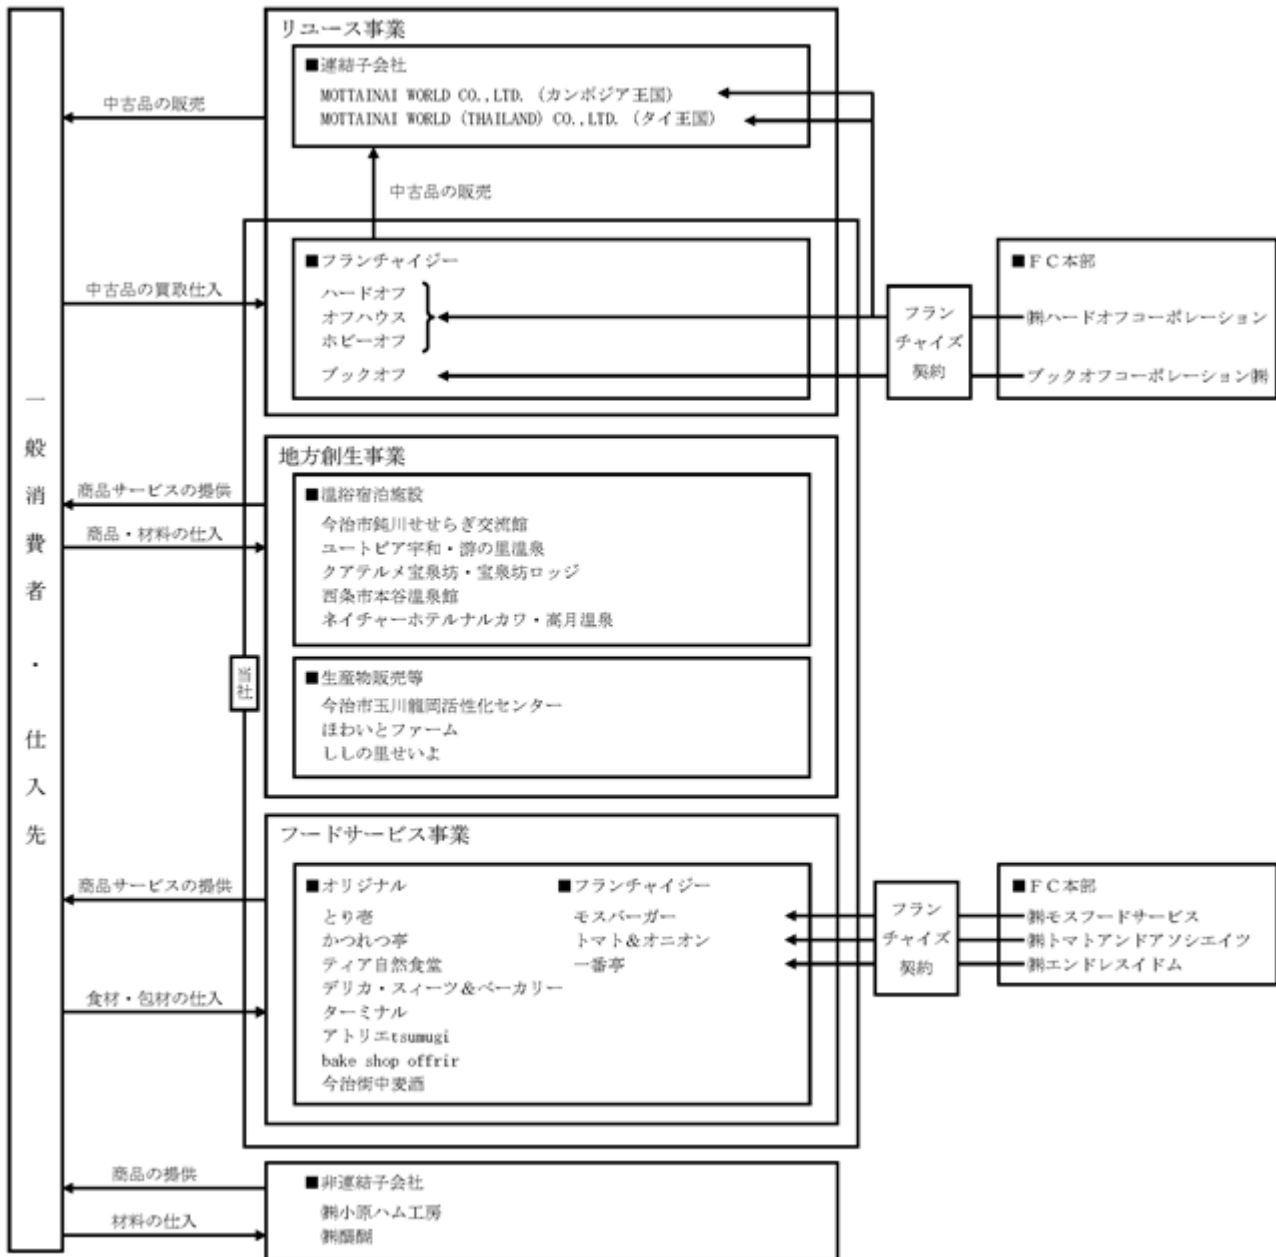 リユース事業
■連結子会社
MOTTAINAI WORLD CO.,LTD. (カンボジア王国)
MOTTAINAI WORLD (THAILAND) CO.,LTD. (タイ王国)
中古品の販売
中古品の販売
■フランチャイジー
ハードオフ
オフハウス
ホビーオフ
ブックオフ
中古品の買取仕入
フラン
チャイズ
契約
■ＦＣ本部
㈱ハードオフコーポレーション
ブックオフコーポレーション㈱
一般消費者・仕入先
当社
地方創生事業
商品サービスの提供
商品・材料の仕入
■温浴宿泊施設
今治市鈍川せせらぎ交流館
ユートピア宇和・游の里温泉
クアテルメ宝泉坊・宝泉坊ロッジ
西条市本谷温泉館
ネイチャーホテルナルカワ・高月温泉
■生産物販売等
今治市玉川龍岡活性化センター
ほわいとファーム
ししの里せいよ
フードサービス事業
商品サービスの提供
食材・包材の仕入
■オリジナル
とり壱
かつれつ亭
ティア自然食堂
デリカ・スィーツ＆ベーカリー
ターミナル
アトリエtsumugi
bake shop offrir
今治街中麦酒
■フランチャイジー
モスバーガー
トマト＆オニオン
一番亭
フラン
チャイズ
契約
■ＦＣ本部
㈱モスフードサービス
㈱トマトアンドアソシエイツ
㈱エンドレスイドム
商品の提供
材料の仕入
■非連結子会社
㈱小原ハム工房
㈱醍醐